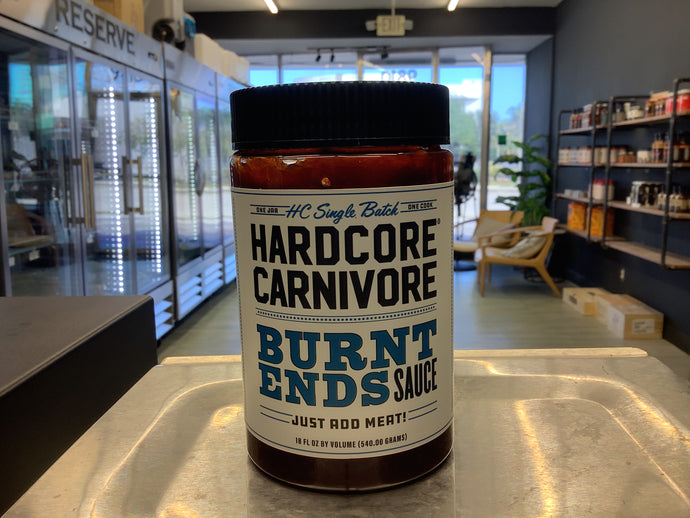 RESERVE
EXIT
ONE JAR HC Single Batch ONE COOK
HARDCORE®
CARNIVORE
BURNT
ENDS SAUCE
JUST ADD MEAT!
18 FL OZ BY VOLUME (540.00 GRAMS)